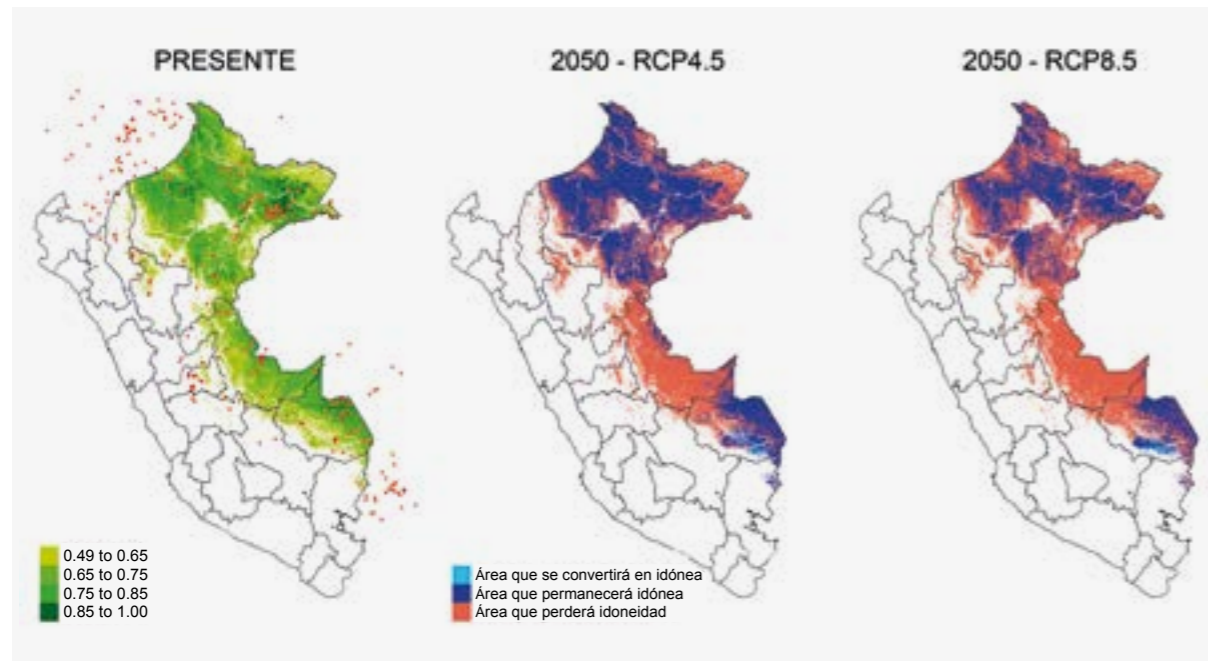 PRESENTE
2050 - RCP4.5
2050 - RCP8.5
0.49 to 0.65
0.65 to 0.75
0.75 to 0.85
0.85 to 1.00
Área que se convertirá en idónea
Área que permanecerá idónea
Área que perderá idoneidad